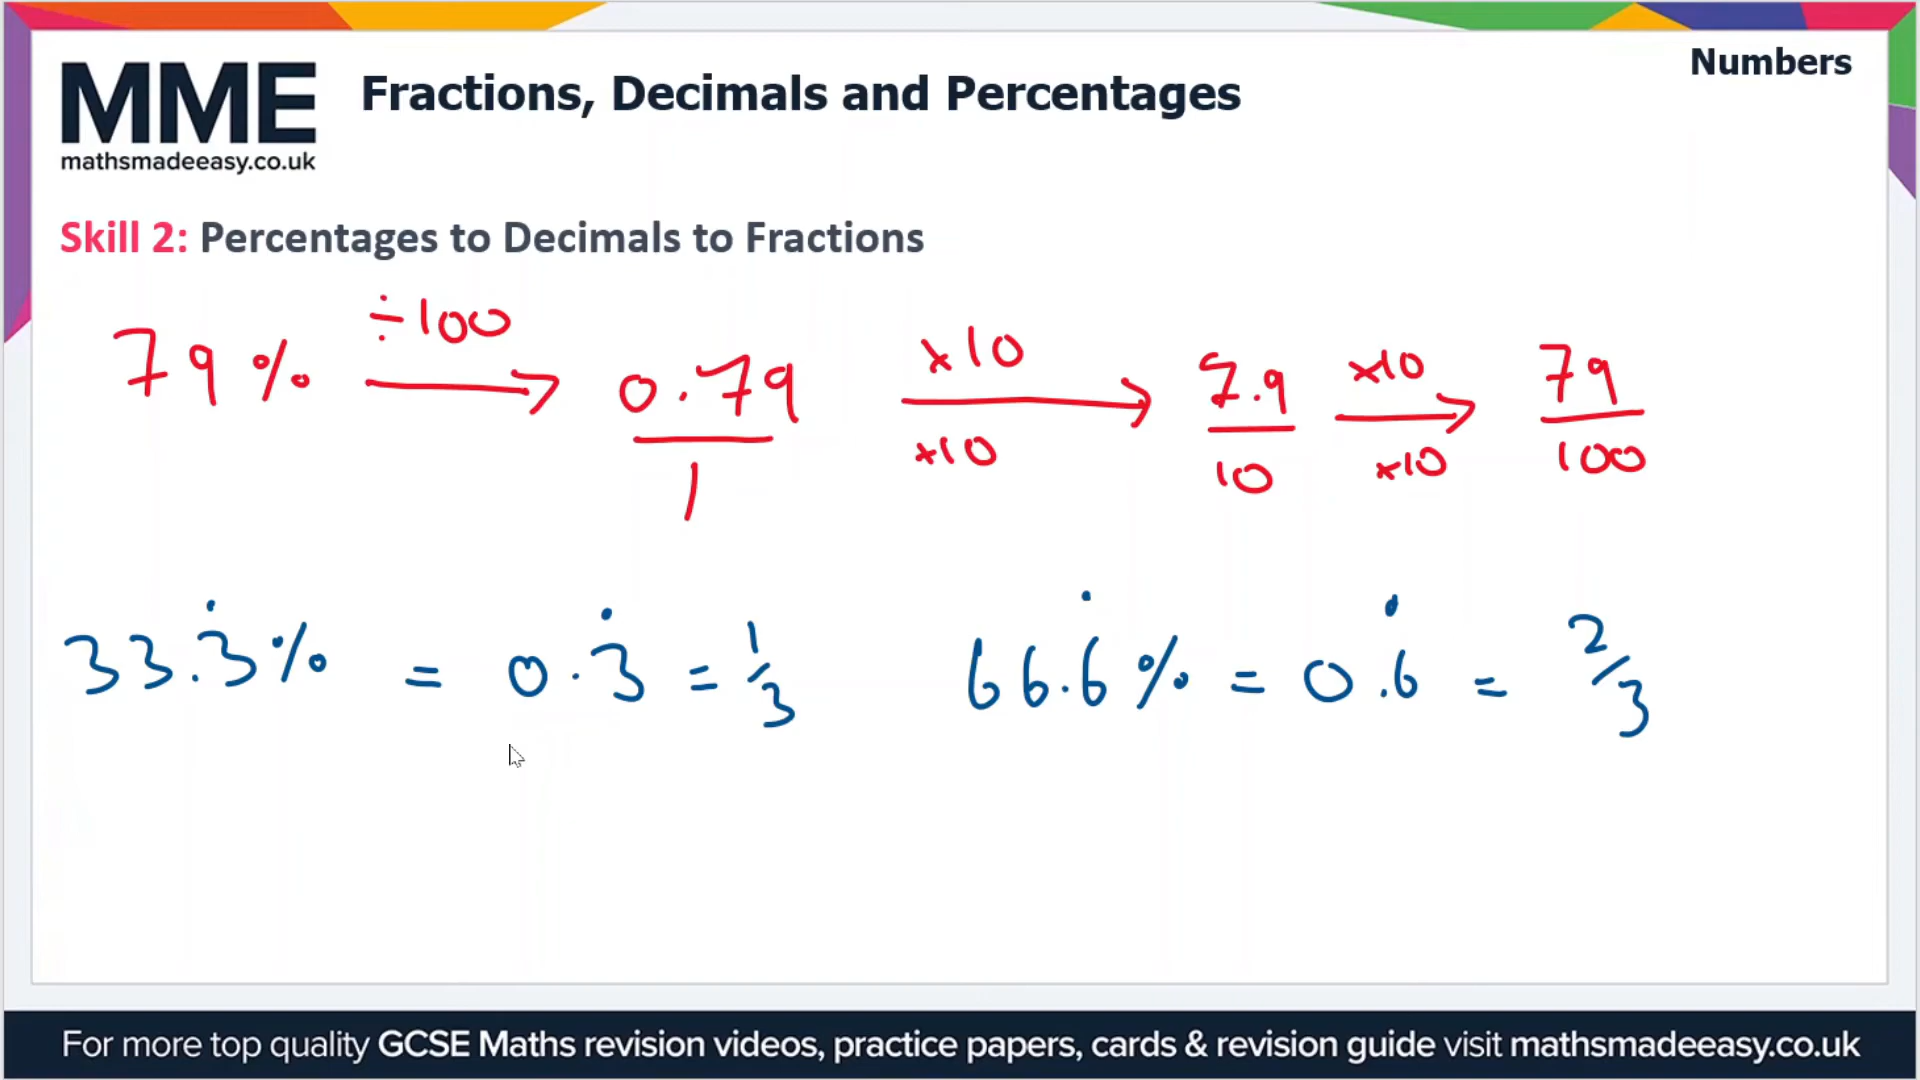 Numbers
MME
mathsmadeeasy.co.uk
Fractions, Decimals and Percentages
Skill 2: Percentages to Decimals to Fractions
79% ÷100 0.79/1 ×10 ×10 7.9/10 ×10 ×10 79/100
33.3̇% = 0.3̇ = 1/3 66.6̇% = 0.6̇ = 2/3
For more top quality GCSE Maths revision videos, practice papers, cards & revision guide visit mathsmadeeasy.co.uk